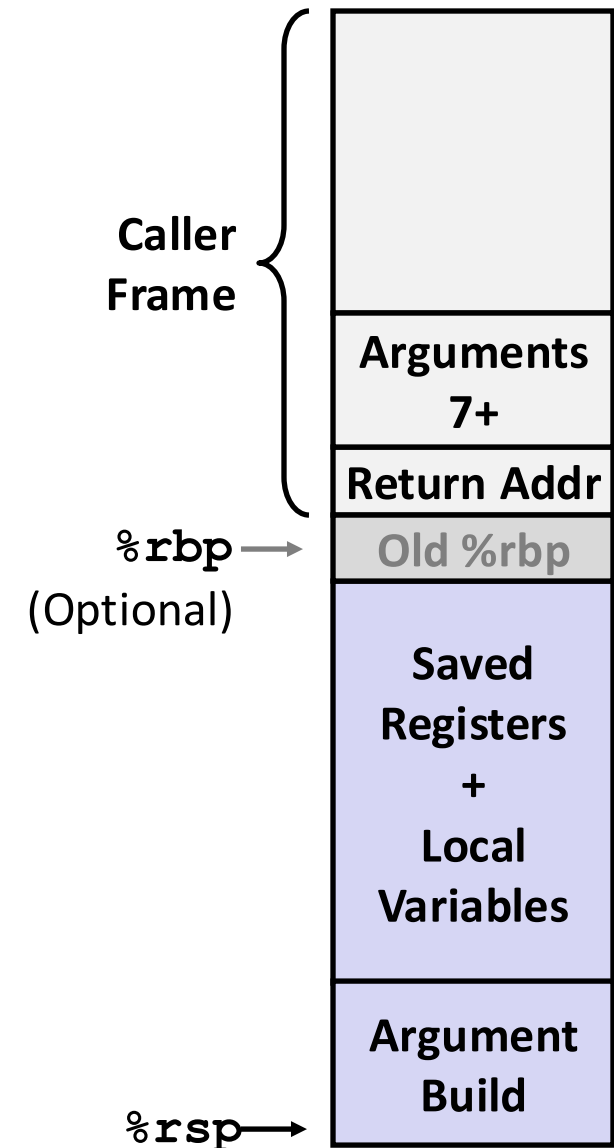 Caller
Frame
Arguments
7+
Return Addr
%rbp
Old %rbp
(Optional)
Saved
Registers
+
Local
Variables
Argument
Build
%rsp